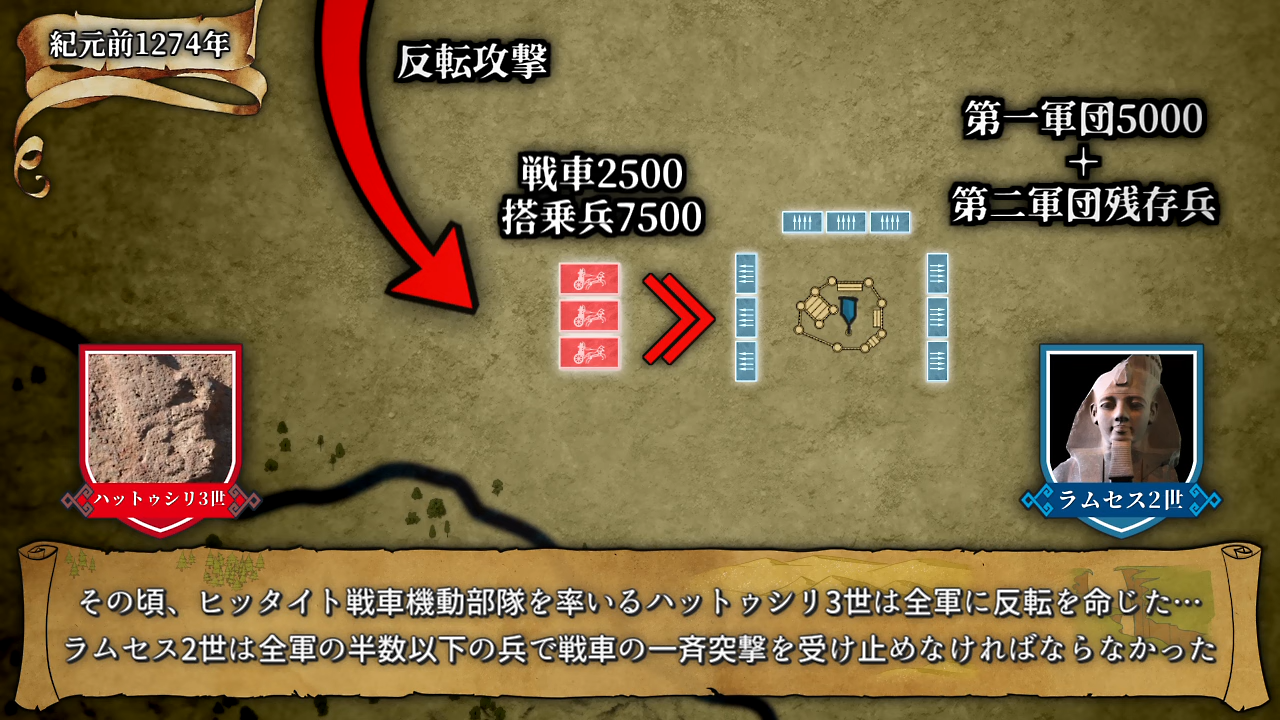 紀元前1274年
反転攻撃
戦車2500
搭乗兵7500
第一軍団5000
＋
第二軍団残存兵
ハットゥシリ3世
ラムセス2世
その頃、ヒッタイト戦車機動部隊を率いるハットゥシリ3世は全軍に反転を命じた…
ラムセス2世は全軍の半数以下の兵で戦車の一斉突撃を受け止めなければならなかった